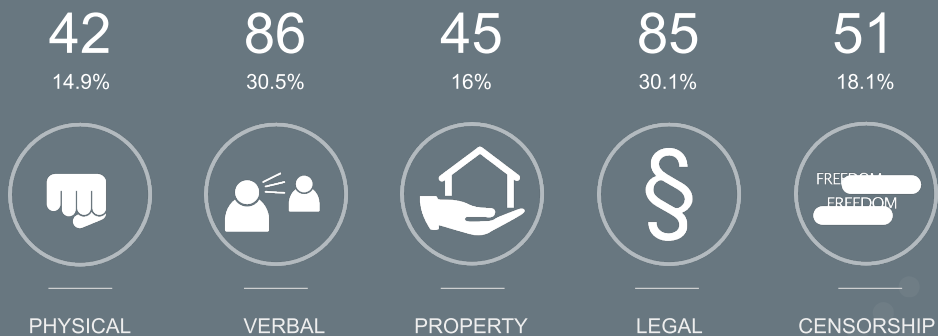 42 86 45 85 51
14.9% 30.5% 16% 30.1% 18.1%
§
FREEDOM
FREEDOM
PHYSICAL VERBAL PROPERTY LEGAL CENSORSHIP